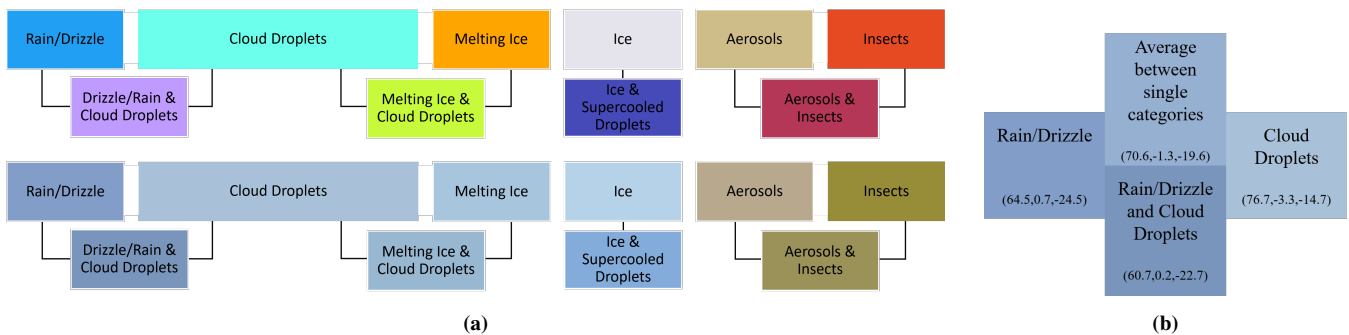 Rain/Drizzle
Cloud Droplets
Melting Ice
Ice
Aerosols
Insects
Drizzle/Rain &
Cloud Droplets
Melting Ice &
Cloud Droplets
Ice &
Supercooled
Droplets
Aerosols &
Insects
Rain/Drizzle
Cloud Droplets
Melting Ice
Ice
Aerosols
Insects
Drizzle/Rain &
Cloud Droplets
Melting Ice &
Cloud Droplets
Ice &
Supercooled
Droplets
Aerosols &
Insects
(a)
Average
between
single
categories
(70.6,-1.3,-19.6)
Rain/Drizzle
(64.5,0.7,-24.5)
Cloud
Droplets
(76.7,-3.3,-14.7)
Rain/Drizzle
and Cloud
Droplets
(60.7,0.2,-22.7)
(b)